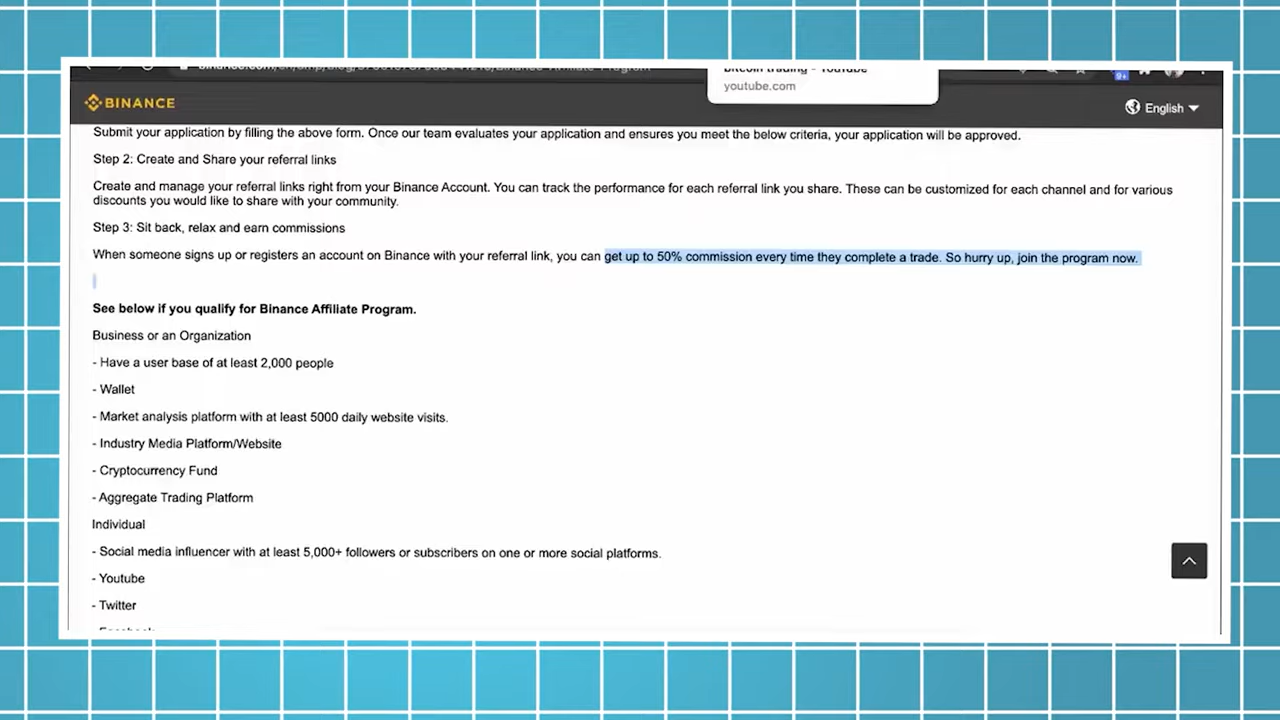 bitcoin trading - YouTube
youtube.com
9+
BINANCE
English
Submit your application by filling the above form. Once our team evaluates your application and ensures you meet the below criteria, your application will be approved.
Step 2: Create and Share your referral links
Create and manage your referral links right from your Binance Account. You can track the performance for each referral link you share. These can be customized for each channel and for various
discounts you would like to share with your community.
Step 3: Sit back, relax and earn commissions
When someone signs up or registers an account on Binance with your referral link, you can get up to 50% commission every time they complete a trade. So hurry up, join the program now.
See below if you qualify for Binance Affiliate Program.
Business or an Organization
- Have a user base of at least 2,000 people
- Wallet
- Market analysis platform with at least 5000 daily website visits.
- Industry Media Platform/Website
- Cryptocurrency Fund
- Aggregate Trading Platform
Individual
- Social media influencer with at least 5,000+ followers or subscribers on one or more social platforms.
- Youtube
- Twitter